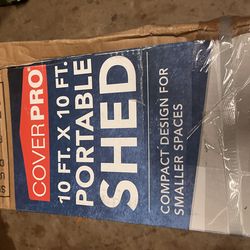 COVERPRO
10 FT. X 10 FT.
PORTABLE
SHED
COMPACT DESIGN FOR
SMALLER SPACES